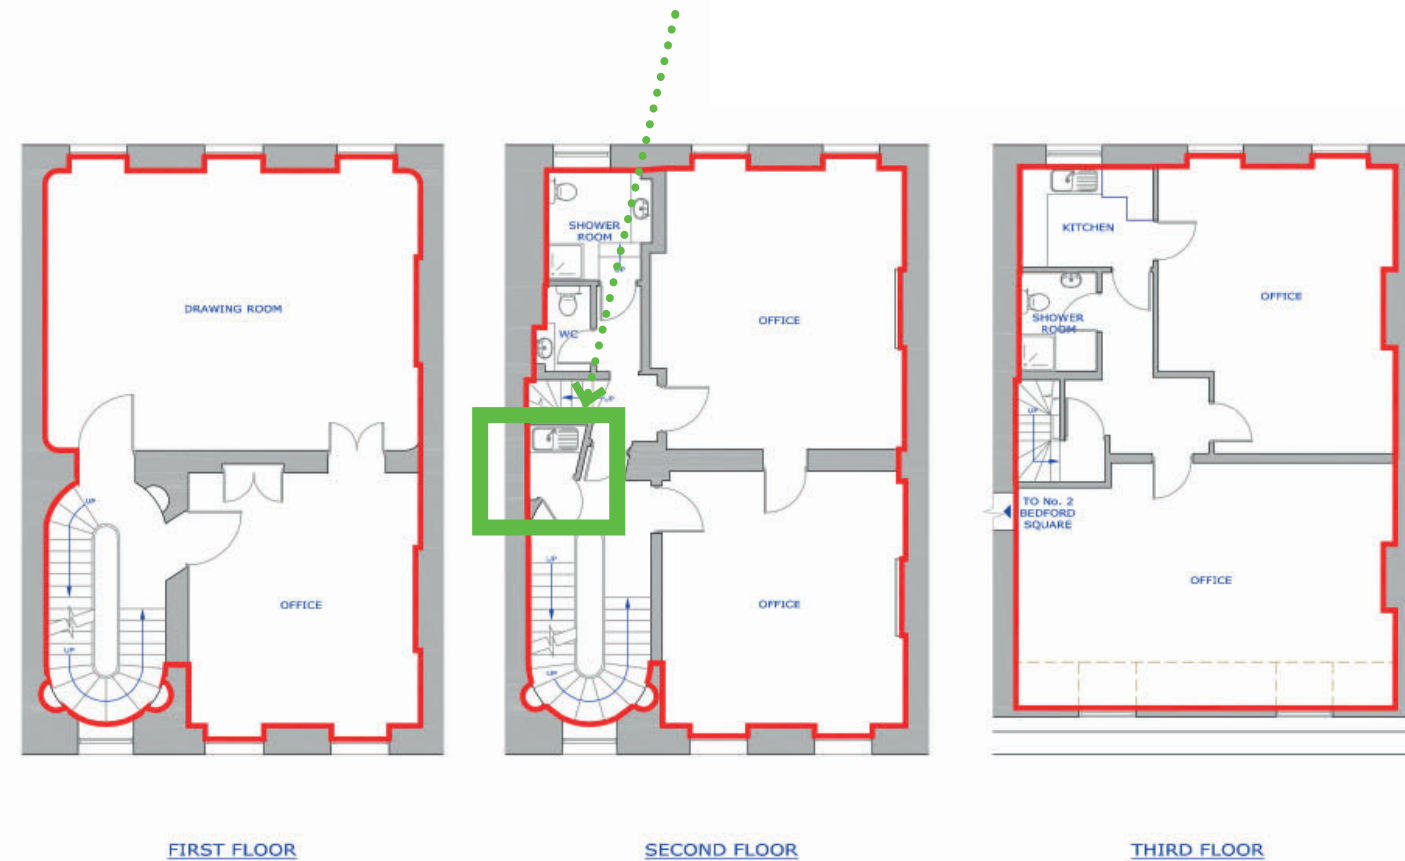 DRAWING ROOM
UP
OFFICE
UP
FIRST FLOOR
SHOWER
ROOM
UP
WC
OFFICE
UP
UP
OFFICE
UP
SECOND FLOOR
KITCHEN
OFFICE
SHOWER
ROOM
UP
TO No. 2
BEDFORD
SQUARE
OFFICE
THIRD FLOOR